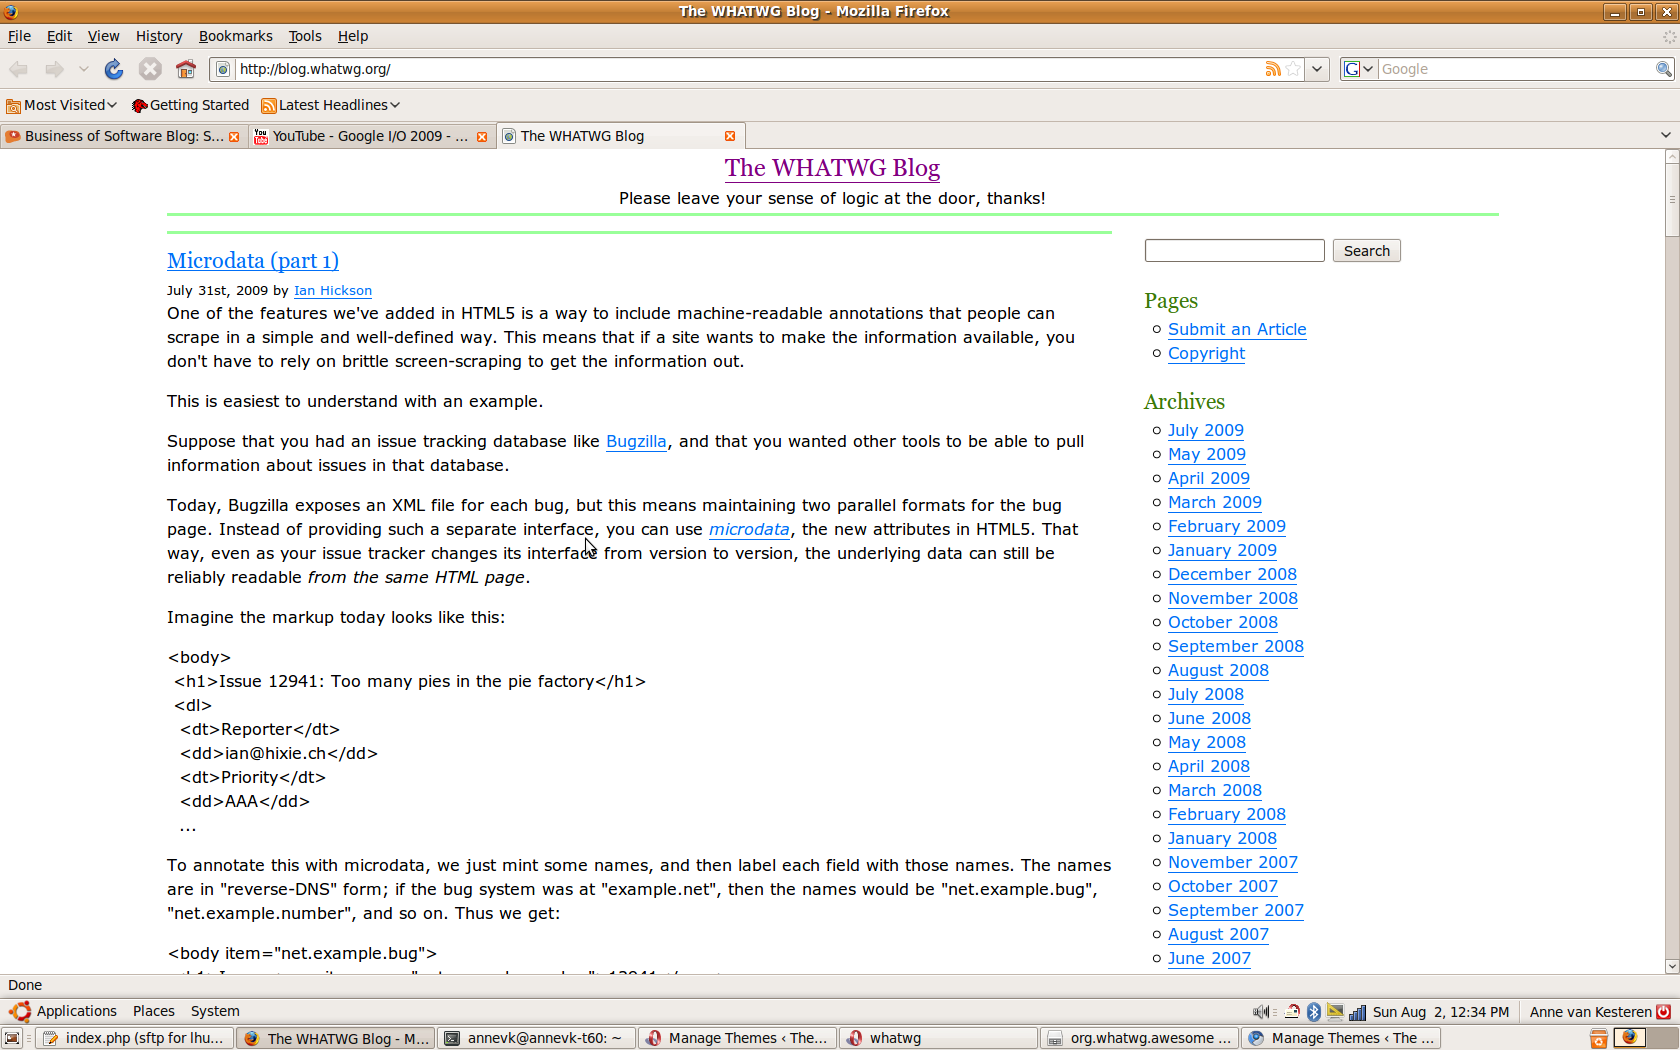 The WHATWG Blog - Mozilla Firefox
File Edit View History Bookmarks Tools Help
http://blog.whatwg.org/
Google
Most Visited Getting Started Latest Headlines
Business of Software Blog: S... YouTube - Google I/O 2009 - ... The WHATWG Blog
The WHATWG Blog
Please leave your sense of logic at the door, thanks!
Microdata (part 1)
July 31st, 2009 by Ian Hickson
One of the features we've added in HTML5 is a way to include machine-readable annotations that people can
scrape in a simple and well-defined way. This means that if a site wants to make the information available, you
don't have to rely on brittle screen-scraping to get the information out.
This is easiest to understand with an example.
Suppose that you had an issue tracking database like Bugzilla, and that you wanted other tools to be able to pull
information about issues in that database.
Today, Bugzilla exposes an XML file for each bug, but this means maintaining two parallel formats for the bug
page. Instead of providing such a separate interface, you can use microdata, the new attributes in HTML5. That
way, even as your issue tracker changes its interface from version to version, the underlying data can still be
reliably readable from the same HTML page.
Imagine the markup today looks like this:
<body>
<h1>Issue 12941: Too many pies in the pie factory</h1>
<dl>
<dt>Reporter</dt>
<dd>ian@hixie.ch</dd>
<dt>Priority</dt>
<dd>AAA</dd>
...
To annotate this with microdata, we just mint some names, and then label each field with those names. The names
are in "reverse-DNS" form; if the bug system was at "example.net", then the names would be "net.example.bug",
"net.example.number", and so on. Thus we get:
<body item="net.example.bug">
Search
Pages
Submit an Article
Copyright
Archives
July 2009
May 2009
April 2009
March 2009
February 2009
January 2009
December 2008
November 2008
October 2008
September 2008
August 2008
July 2008
June 2008
May 2008
April 2008
March 2008
February 2008
January 2008
November 2007
October 2007
September 2007
August 2007
June 2007
Done
Applications Places System
Sun Aug 2, 12:34 PM Anne van Kesteren
index.php (sftp for lhu... The WHATWG Blog - M... annevk@annevk-t60: ~ Manage Themes ‹ The... whatwg org.whatwg.awesome ... Manage Themes ‹ The ...